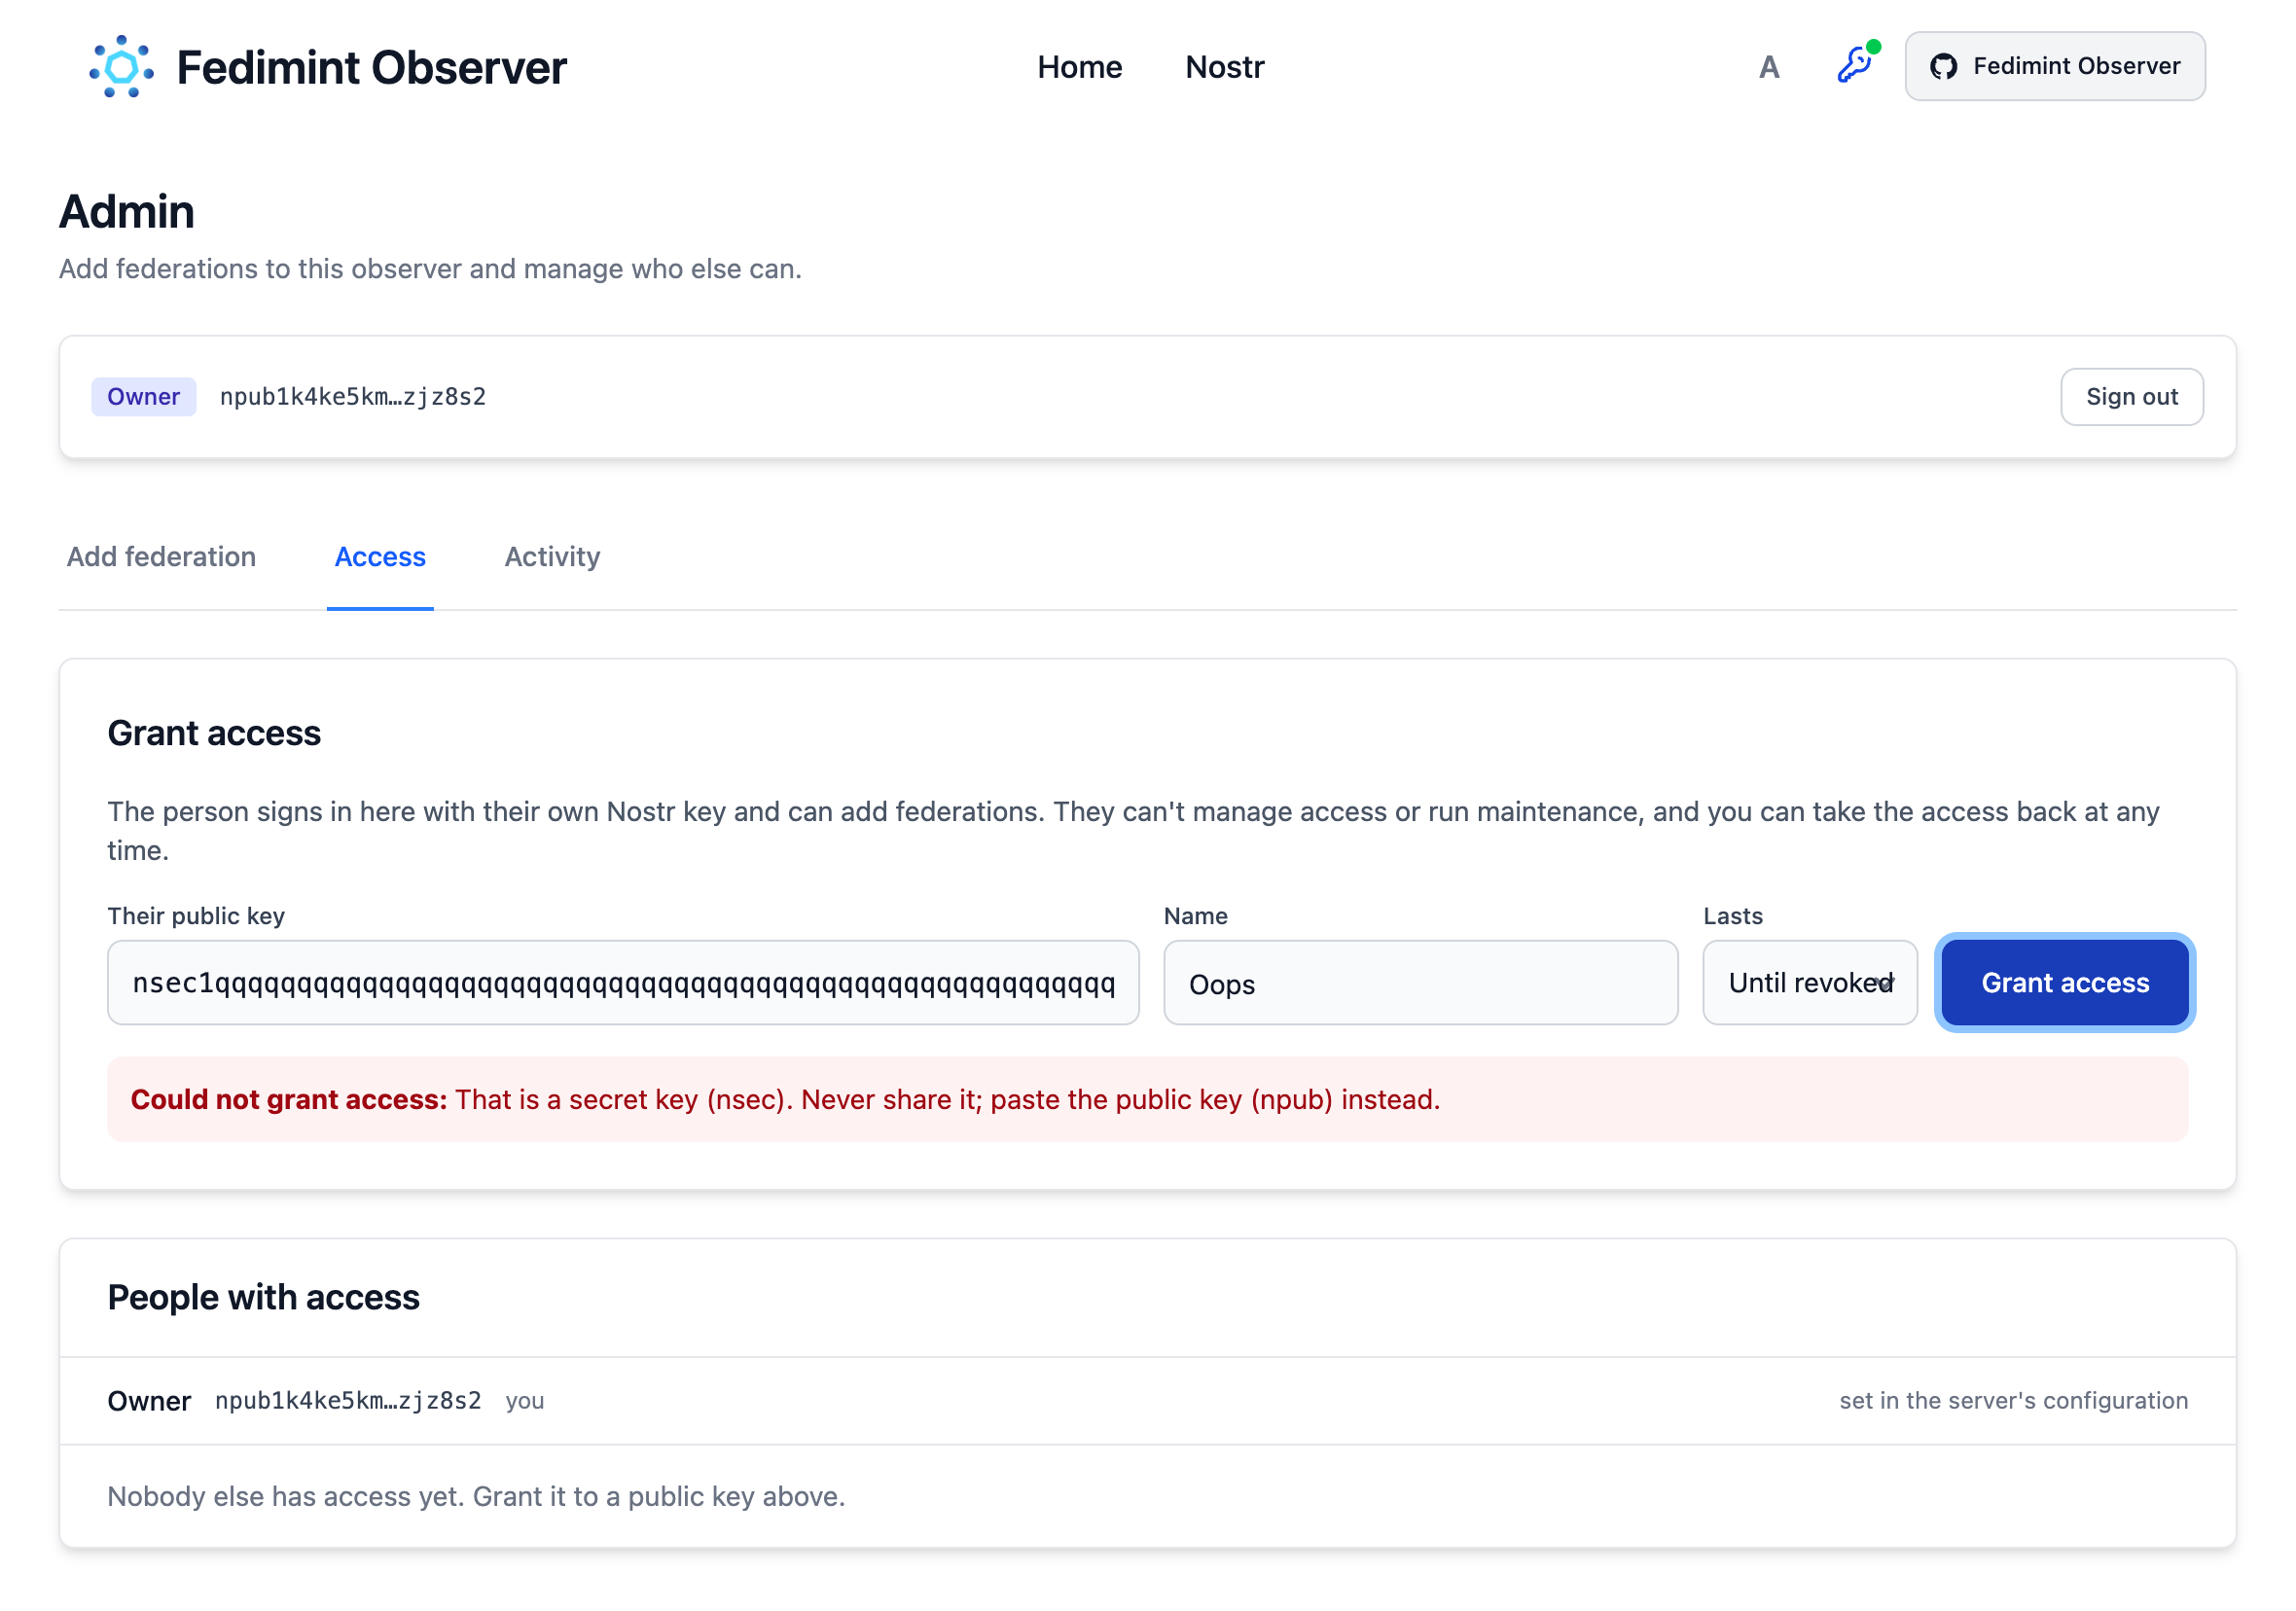 Fedimint Observer
Home
Nostr
A
Fedimint Observer
Admin
Add federations to this observer and manage who else can.
Owner
npub1k4ke5km…zjz8s2
Sign out
Add federation
Access
Activity
Grant access
The person signs in here with their own Nostr key and can add federations. They can't manage access or run maintenance, and you can take the access back at any
time.
Their public key
Name
Lasts
nsec1qqqqqqqqqqqqqqqqqqqqqqqqqqqqqqqqqqqqqqqqqqqqqqqqqqqqqqq
Oops
Until revoked
Grant access
Could not grant access: That is a secret key (nsec). Never share it; paste the public key (npub) instead.
People with access
Owner npub1k4ke5km…zjz8s2 you
set in the server's configuration
Nobody else has access yet. Grant it to a public key above.